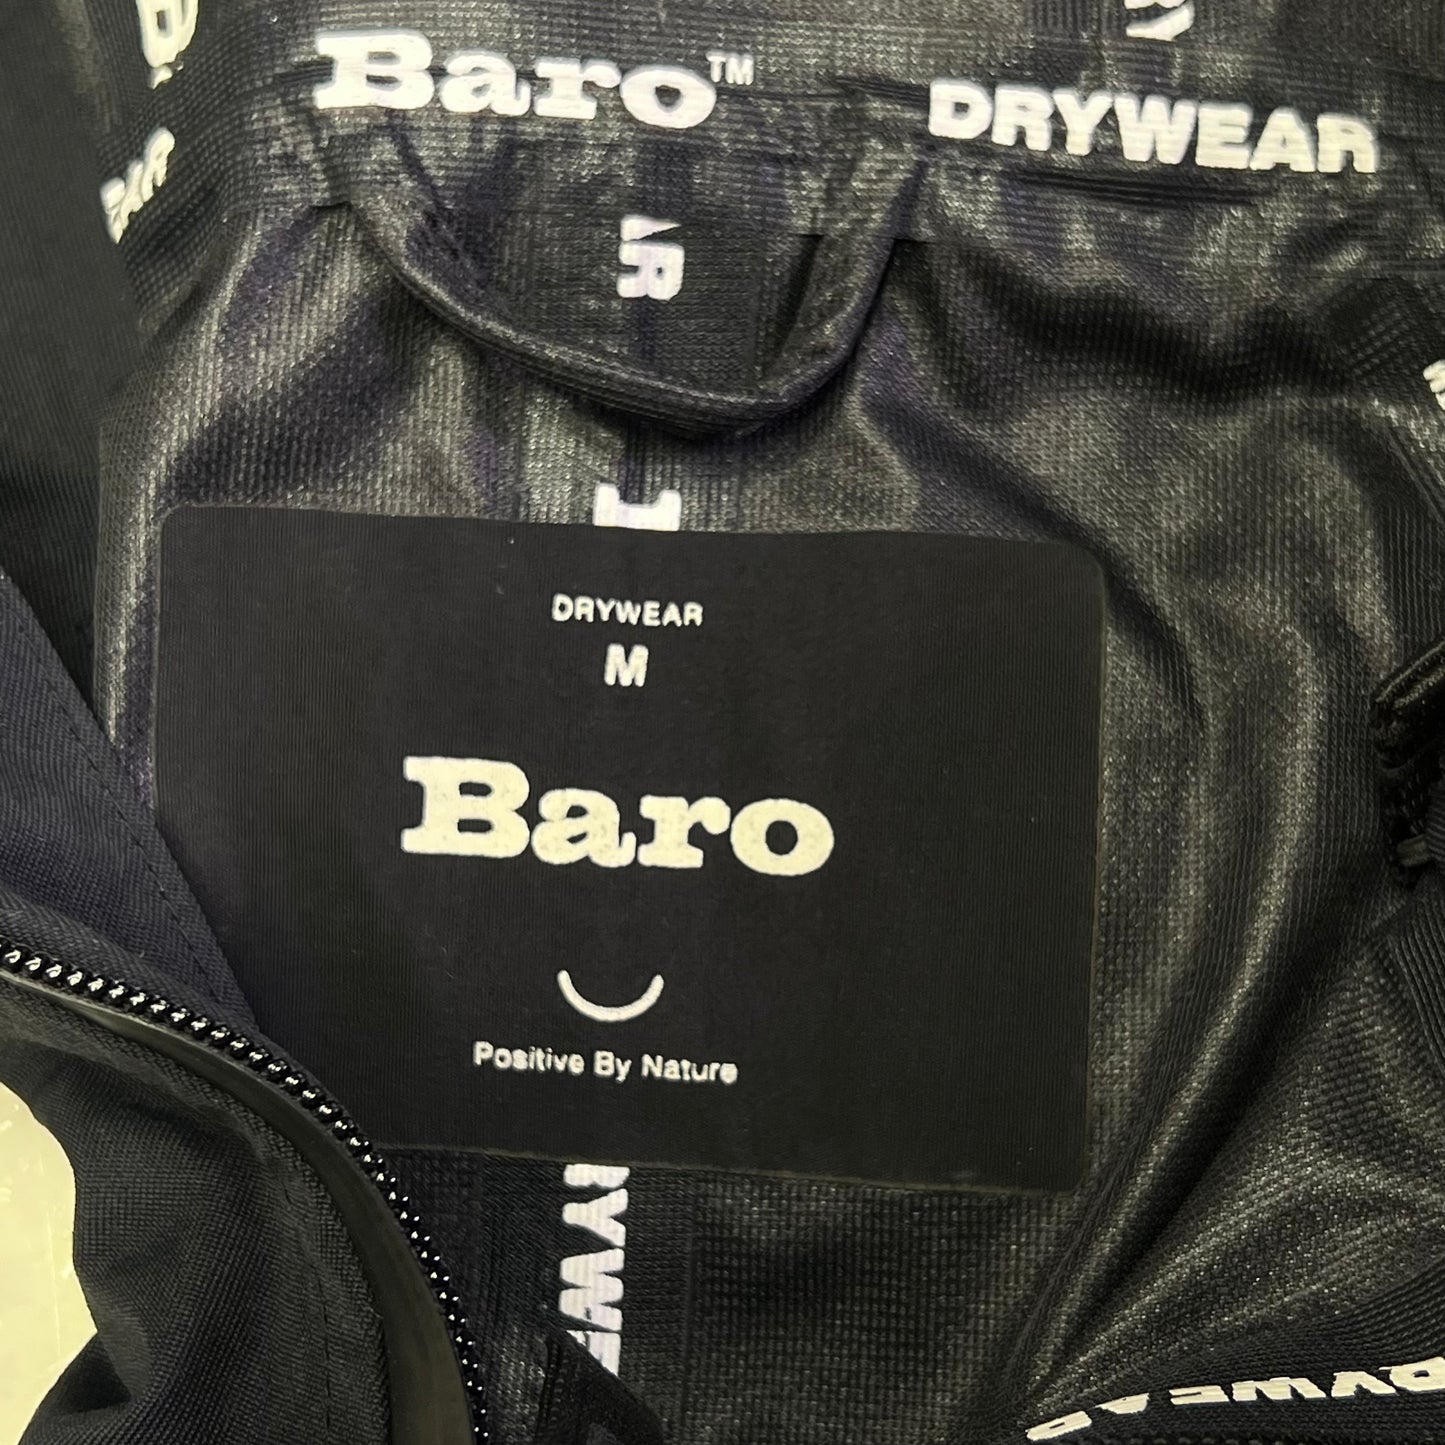 Baro™ DRYWEAR
DRYWEAR
M
Baro
Positive By Nature